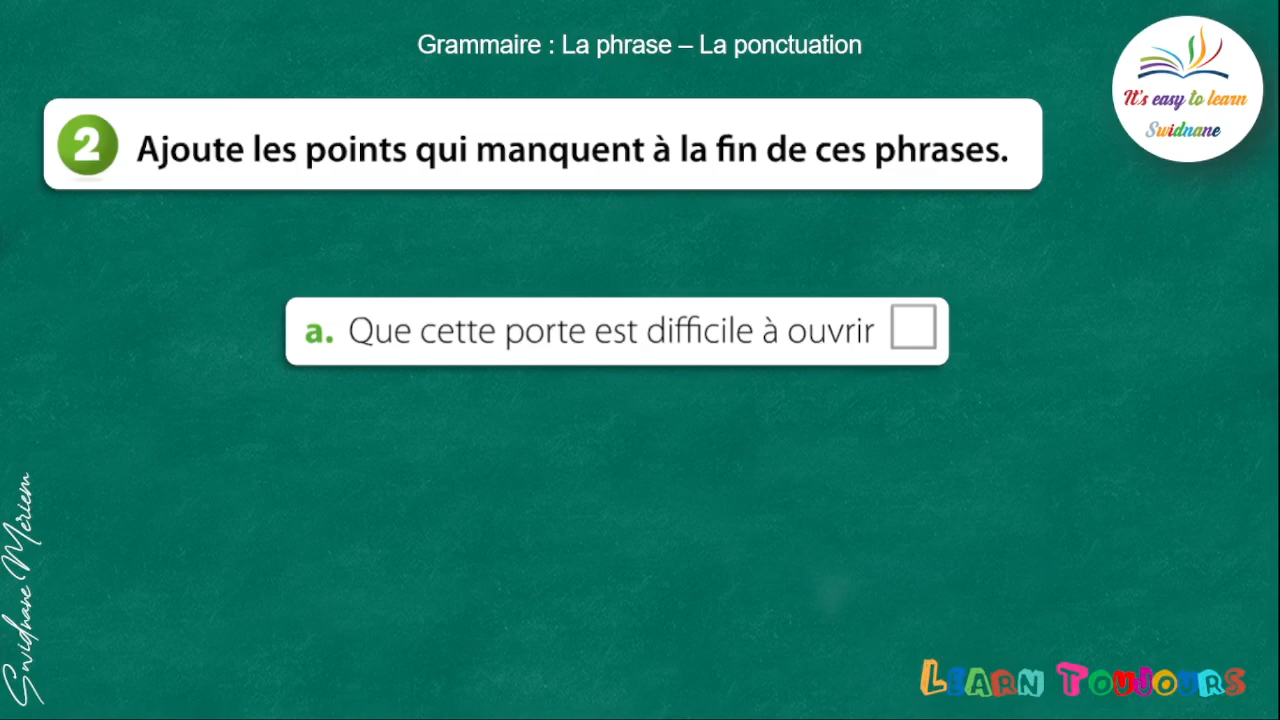 Grammaire : La phrase – La ponctuation
It's easy to learn
Swidnane
2 Ajoute les points qui manquent à la fin de ces phrases.
a. Que cette porte est difficile à ouvrir
Swidnane Meriem
LEARN TOUJOURS